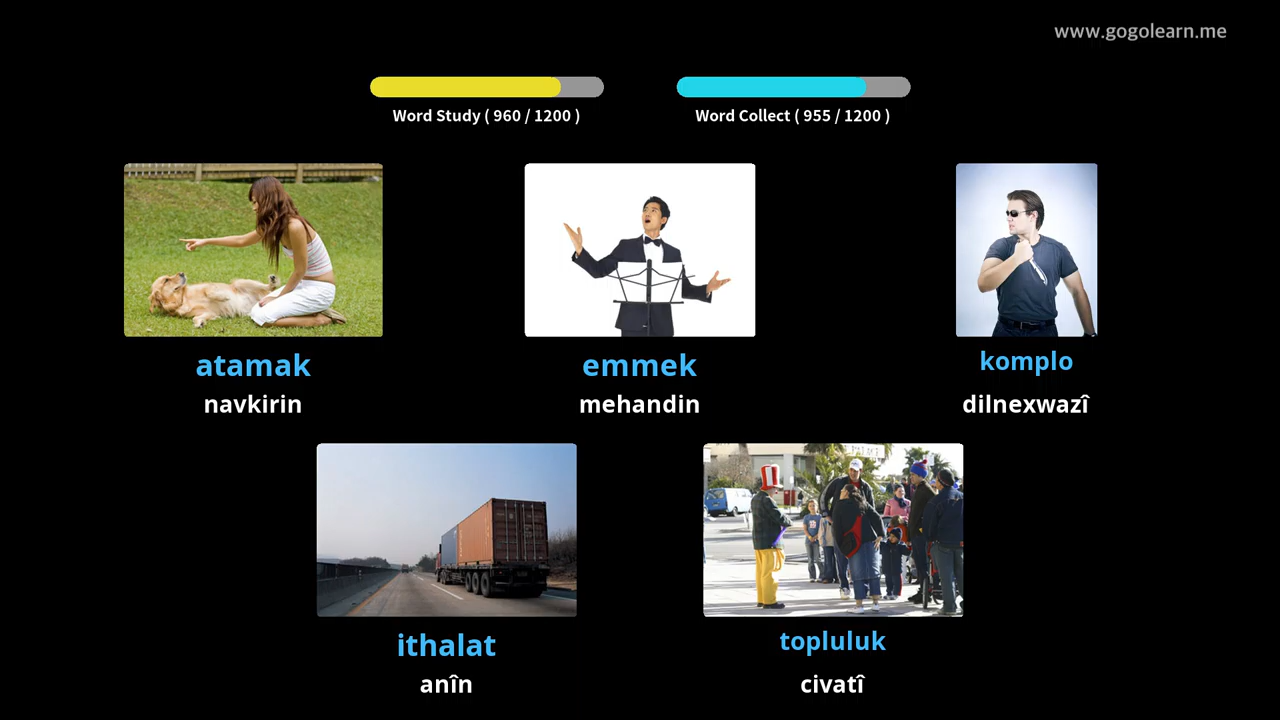 www.gogolearn.me
Word Study ( 960 / 1200 )
Word Collect ( 955 / 1200 )
atamak
navkirin
emmek
mehandin
komplo
dilnexwazî
ithalat
anîn
topluluk
civatî